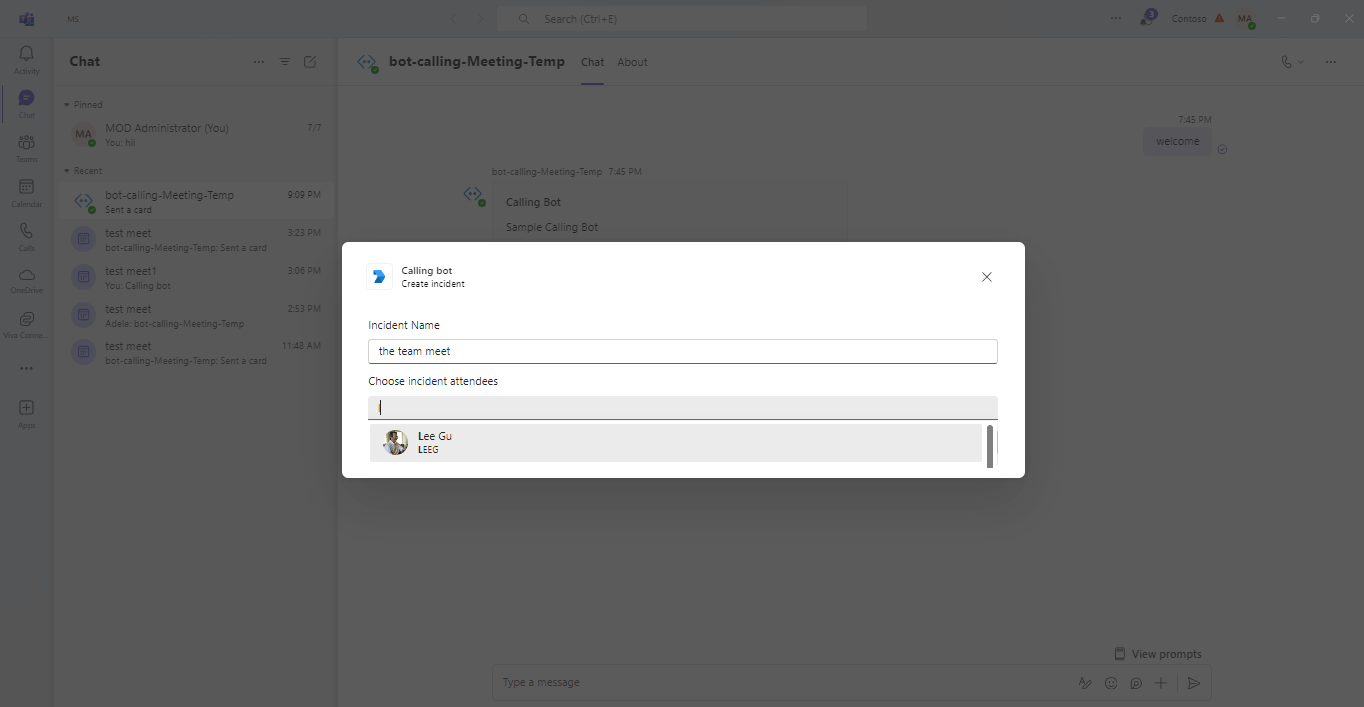 MS
Search (Ctrl+E)
3
Contoso
MA
Activity
Chat
Teams
Calendar
Calls
OneDrive
Viva Conne...
Apps
Chat
Pinned
MA
MOD Administrator (You)
7/7
You: hii
Recent
bot-calling-Meeting-Temp
9:09 PM
Sent a card
test meet
3:23 PM
bot-calling-Meeting-Temp: Sent a card
test meet1
3:06 PM
You: Calling bot
test meet
2:53 PM
Adele: bot-calling-Meeting-Temp
test meet
11:48 AM
bot-calling-Meeting-Temp: Sent a card
bot-calling-Meeting-Temp
Chat
About
7:45 PM
welcome
bot-calling-Meeting-Temp 7:45 PM
Calling Bot
Sample Calling Bot
Calling bot
Create incident
Incident Name
the team meet
Choose incident attendees
l
Lee Gu
LEEG
View prompts
Type a message